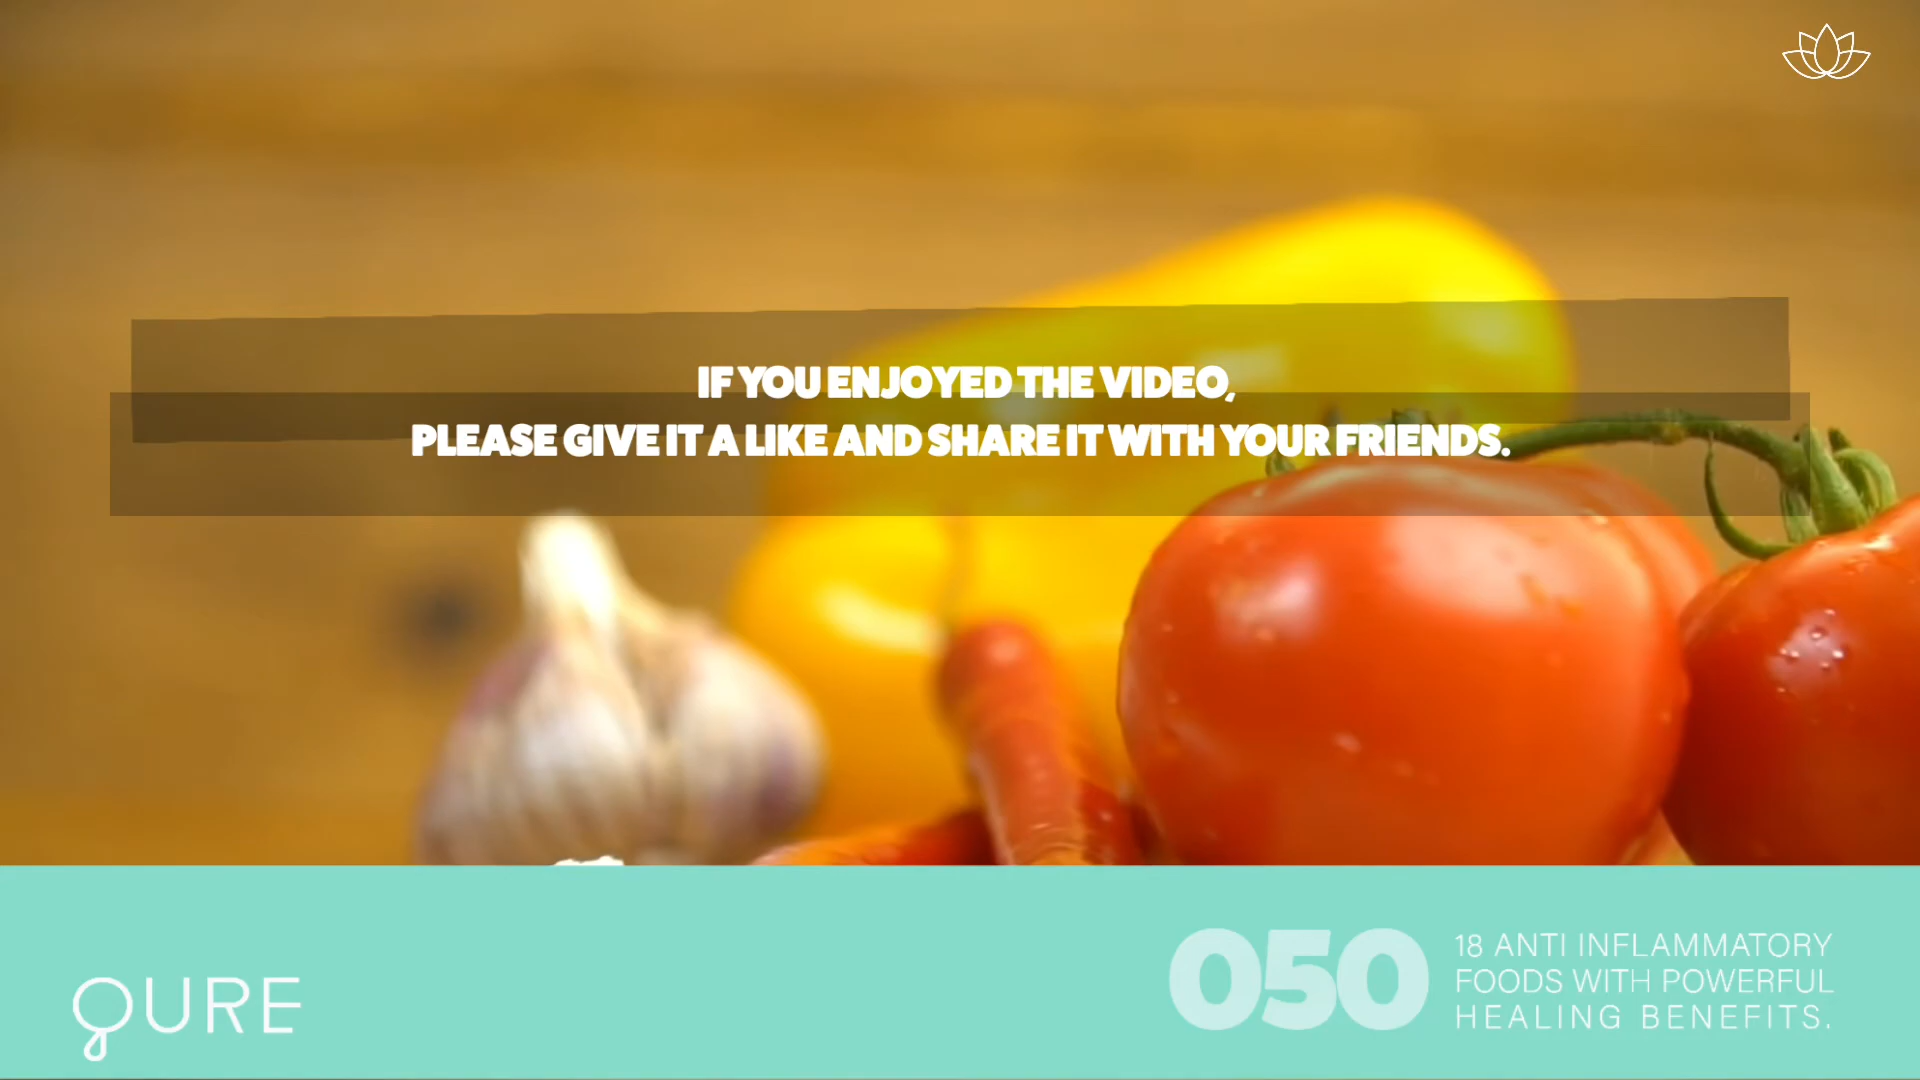 IF YOU ENJOYED THE VIDEO,
PLEASE GIVE IT A LIKE AND SHARE IT WITH YOUR FRIENDS.
QURE
050
18 ANTI INFLAMMATORY
FOODS WITH POWERFUL
HEALING BENEFITS.